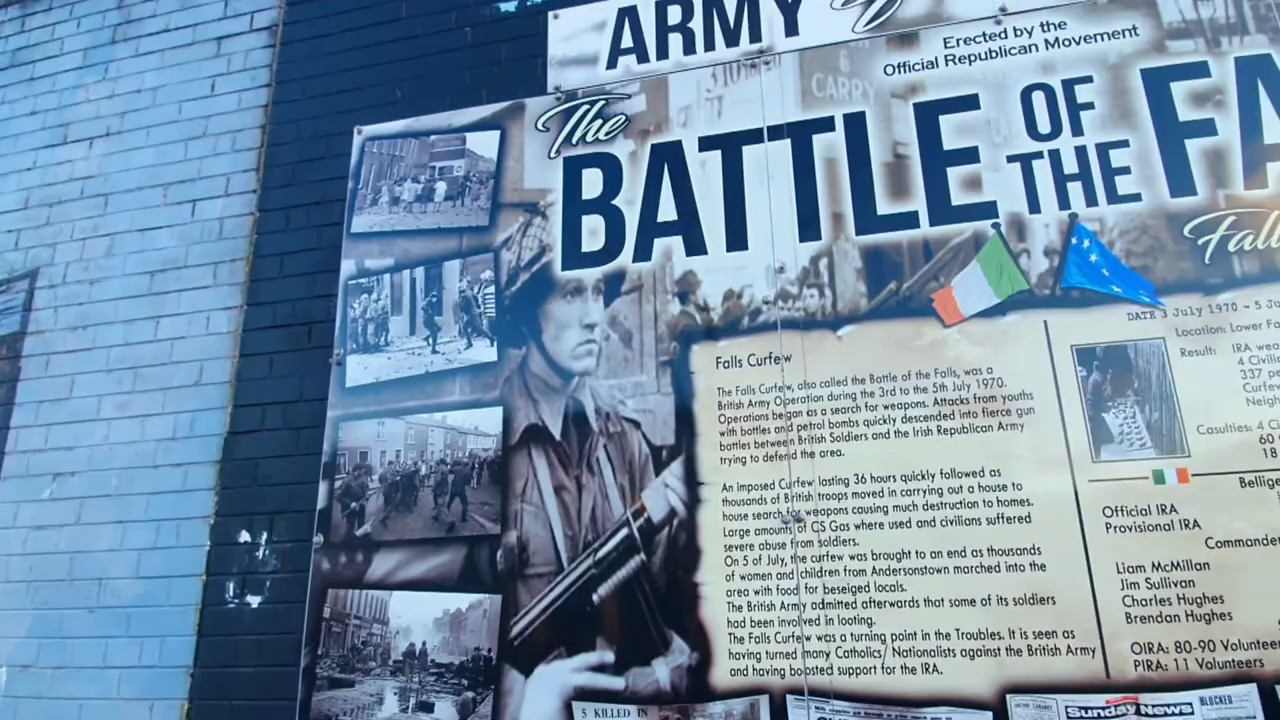 ARMY
Erected by the
Official Republican Movement
& CARRY
The
BATTLE OF THE
DATE 3 July 1970 - 5
Location: Lower
Falls Curfew
The Falls Curfew, also called the Battle of the Falls, was a
British Army Operation during the 3rd to the 5th July 1970.
Operations began as a search for weapons. Attacks from youths
with bottles and petrol bombs quickly descended into fierce gun
battles between British Soldiers and the Irish Republican Army
trying to defend the area.
An imposed Curfew lasting 36 hours quickly followed as
thousands of British troops moved in carrying out a house to
house search for weapons causing much destruction to homes.
Large amounts of CS Gas where used and civilians suffered
severe abuse from soldiers.
On 5 of July, the curfew was brought to an end as thousands
of women and children from Andersonstown marched into the
area with food for beseiged locals.
The British Army admitted afterwards that some of its soldiers
had been involved in looting.
The Falls Curfew was a turning point in the Troubles. It is seen as
having turned many Catholics/ Nationalists against the British Army
and having boosted support for the IRA.
Result: IRA
4
337
Casulties: 4
60
18
Official IRA
Provisional IRA
Liam McMillan
Jim Sullivan
Charles Hughes
Brendan Hughes
OIRA: 80-90
PIRA: 11 Volunteers
5 KILLED IN
Sunday News
BLOCKED